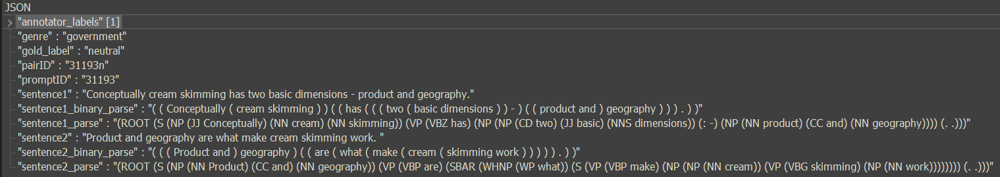 JSON
"annotator_labels" [1]
"genre" : "government"
"gold_label" : "neutral"
"pairID" : "31193n"
"promptID" : "31193"
"sentence1" : "Conceptually cream skimming has two basic dimensions - product and geography."
"sentence1_binary_parse" : "( ( Conceptually ( cream skimming ) ) ( ( has ( ( ( two ( basic dimensions ) ) - ) ( ( product and ) geography ) ) ) . ) )"
"sentence1_parse" : "(ROOT (S (NP (JJ Conceptually) (NN cream) (NN skimming)) (VP (VBZ has) (NP (NP (CD two) (JJ basic) (NNS dimensions)) (: -) (NP (NN product) (CC and) (NN geography)))) (. .)))"
"sentence2" : "Product and geography are what make cream skimming work. "
"sentence2_binary_parse" : "( ( ( Product and ) geography ) ( ( are ( what ( make ( cream ( skimming work ) ) ) ) ) . ) )"
"sentence2_parse" : "(ROOT (S (NP (NN Product) (CC and) (NN geography)) (VP (VBP are) (SBAR (WHNP (WP what)) (S (VP (VBP make) (NP (NP (NN cream)) (VP (VBG skimming) (NP (NN work)))))))) (. .)))"